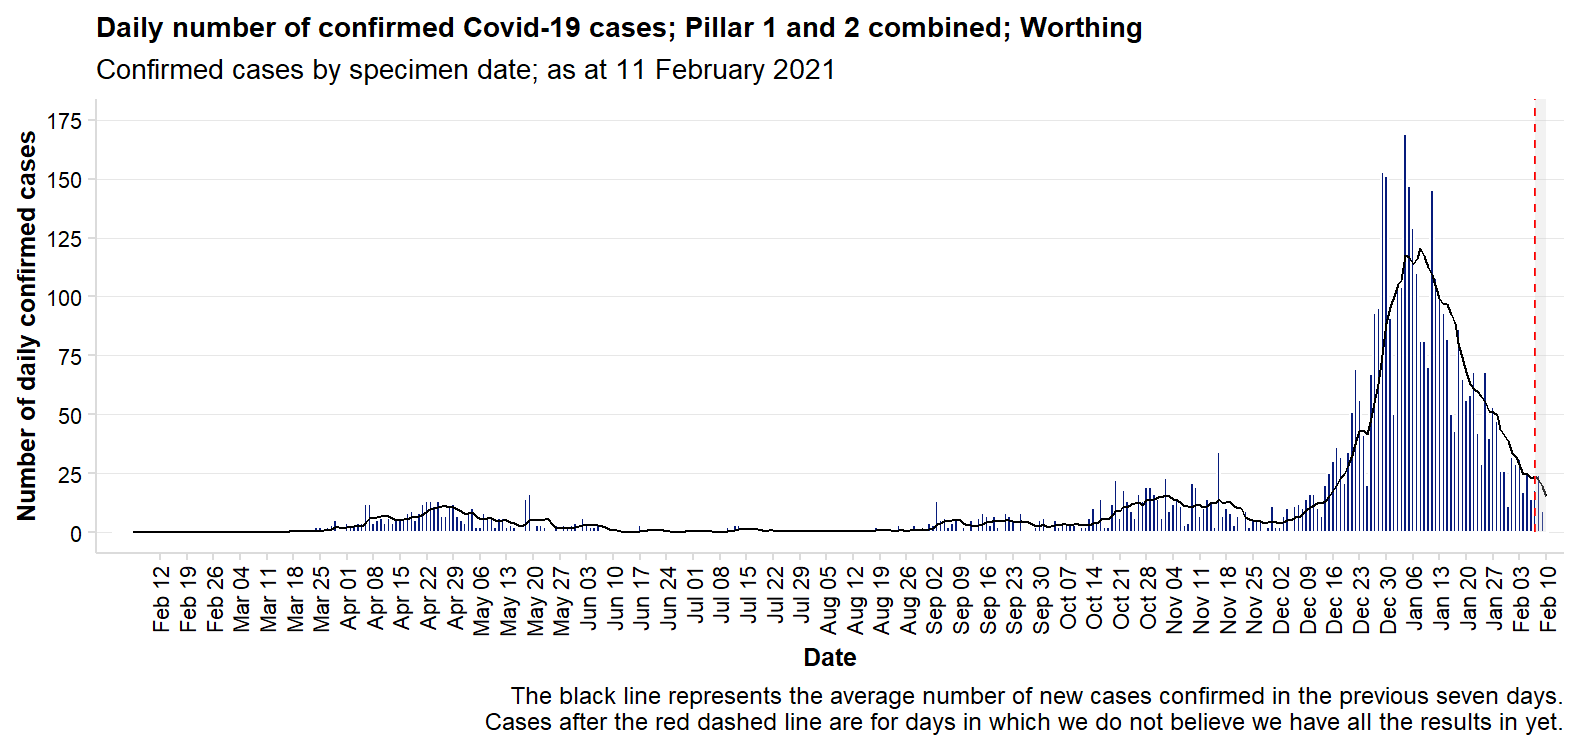 Daily number of confirmed Covid-19 cases; Pillar 1 and 2 combined; Worthing
Confirmed cases by specimen date; as at 11 February 2021
Number of daily confirmed cases
175
150
125
100
75
50
25
0
Feb 12
Feb 19
Feb 26
Mar 04
Mar 11
Mar 18
Mar 25
Apr 01
Apr 08
Apr 15
Apr 22
Apr 29
May 06
May 13
May 20
May 27
Jun 03
Jun 10
Jun 17
Jun 24
Jul 01
Jul 08
Jul 15
Jul 22
Jul 29
Aug 05
Aug 12
Aug 19
Aug 26
Sep 02
Sep 09
Sep 16
Sep 23
Sep 30
Oct 07
Oct 14
Oct 21
Oct 28
Nov 04
Nov 11
Nov 18
Nov 25
Dec 02
Dec 09
Dec 16
Dec 23
Dec 30
Jan 06
Jan 13
Jan 20
Jan 27
Feb 03
Feb 10
Date
The black line represents the average number of new cases confirmed in the previous seven days.
Cases after the red dashed line are for days in which we do not believe we have all the results in yet.